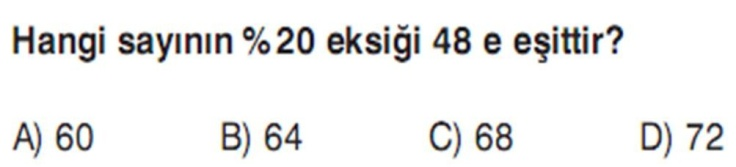 Hangi sayının %20 eksiği 48 e eşittir?
A) 60 B) 64 C) 68 D) 72